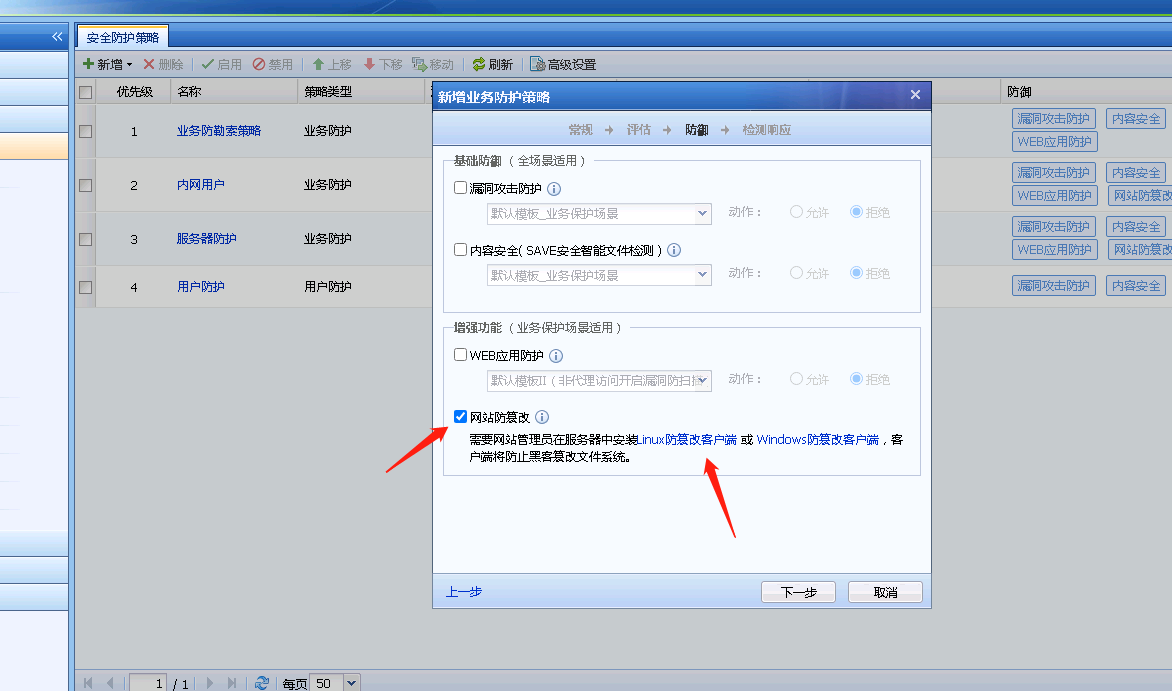 安全防护策略
新增 删除 启用 禁用 上移 下移 移动 刷新 高级设置
优先级 名称 策略类型 防御
1 业务防勒索策略 业务防护 漏洞攻击防护 内容安全
WEB应用防护
2 内网用户 业务防护 漏洞攻击防护 内容安全
WEB应用防护 网站防篡改
3 服务器防护 业务防护 漏洞攻击防护 内容安全
WEB应用防护 网站防篡改
4 用户防护 用户防护 漏洞攻击防护 内容安全
新增业务防护策略
常规 评估 防御 检测响应
基础防御（全场景适用）
漏洞攻击防护
默认模板_业务保护场景 动作： 允许 拒绝
内容安全( SAVE安全智能文件检测 )
默认模板_业务保护场景 动作： 允许 拒绝
增强功能（业务保护场景适用）
WEB应用防护
默认模板II（非代理访问开启漏洞防扫描 动作： 允许 拒绝
网站防篡改
需要网站管理员在服务器中安装Linux防篡改客户端 或 Windows防篡改客户端，客
户端将防止黑客篡改文件系统。
上一步 下一步 取消
1 / 1 每页 50